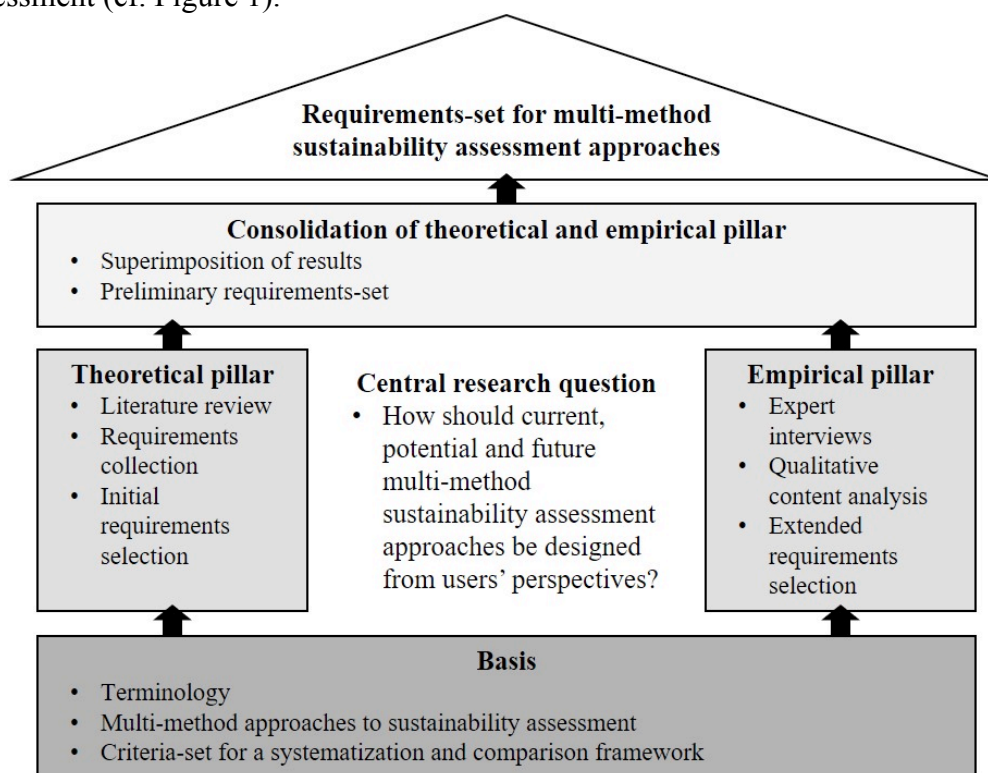 essment (cf. Figure 1).
Requirements-set for multi-method
sustainability assessment approaches
Consolidation of theoretical and empirical pillar
• Superimposition of results
• Preliminary requirements-set
Theoretical pillar
• Literature review
• Requirements
collection
• Initial
requirements
selection
Central research question
• How should current,
potential and future
multi-method
sustainability assessment
approaches be designed
from users’ perspectives?
Empirical pillar
• Expert
interviews
• Qualitative
content analysis
• Extended
requirements
selection
Basis
• Terminology
• Multi-method approaches to sustainability assessment
• Criteria-set for a systematization and comparison framework